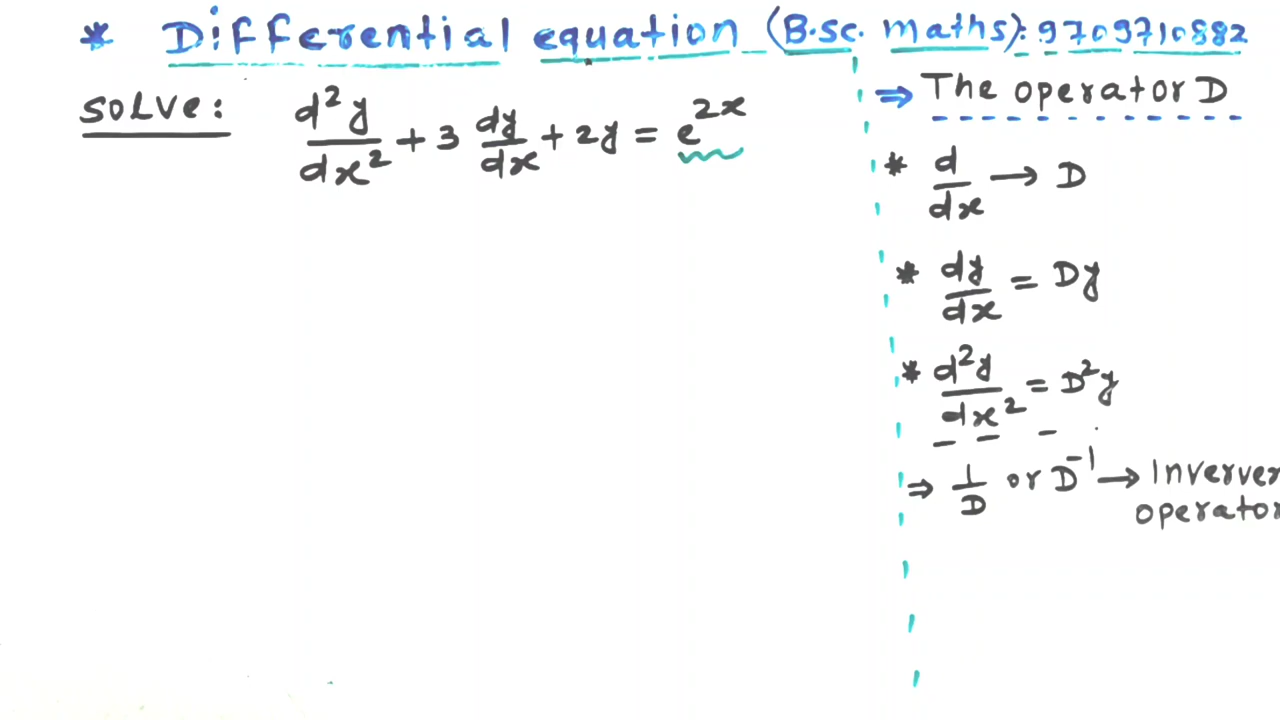 * Differential equation (B.sc. maths): 9709710882
SOLVE: d²y/dx² + 3 dy/dx + 2y = e^2x
⇒ The operator D
* d/dx → D
* dy/dx = Dy
* d²y/dx² = D²y
⇒ 1/D or D⁻¹ → Inverver
operator